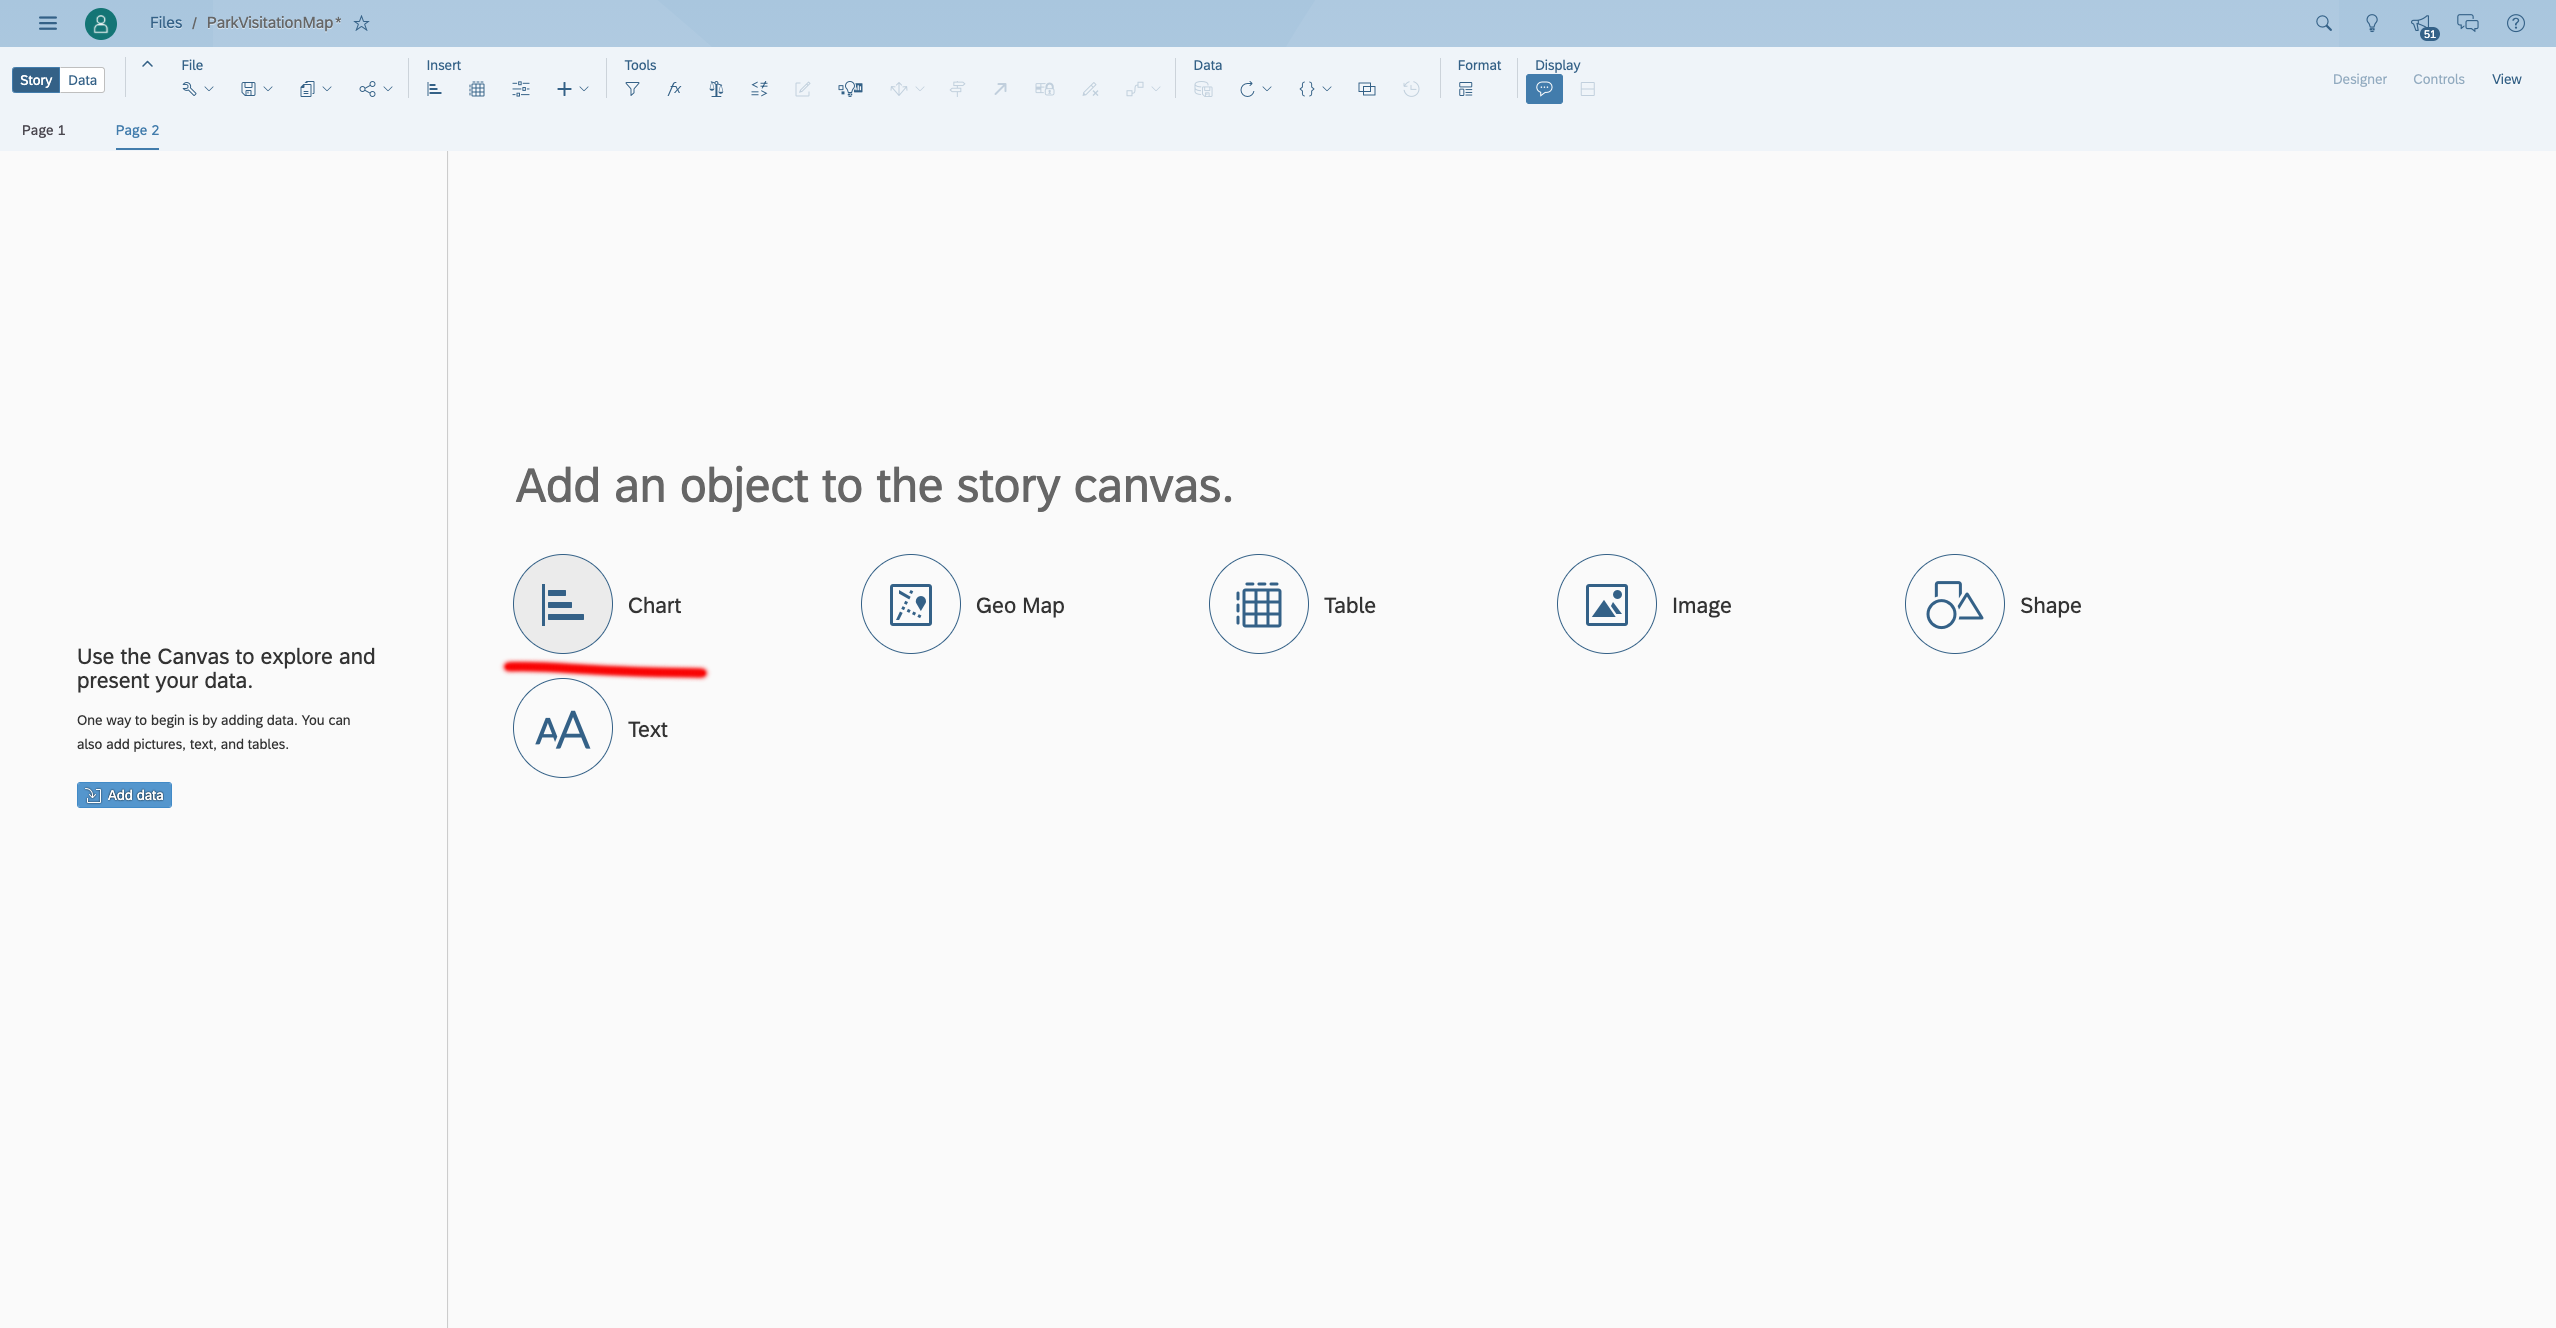 Files / ParkVisitationMap*
51
Story Data
File
Insert
Tools
Data
Format
Display
Designer Controls View
Page 1 Page 2
Add an object to the story canvas.
Chart
Geo Map
Table
Image
Shape
Text
Use the Canvas to explore and
present your data.
One way to begin is by adding data. You can
also add pictures, text, and tables.
Add data